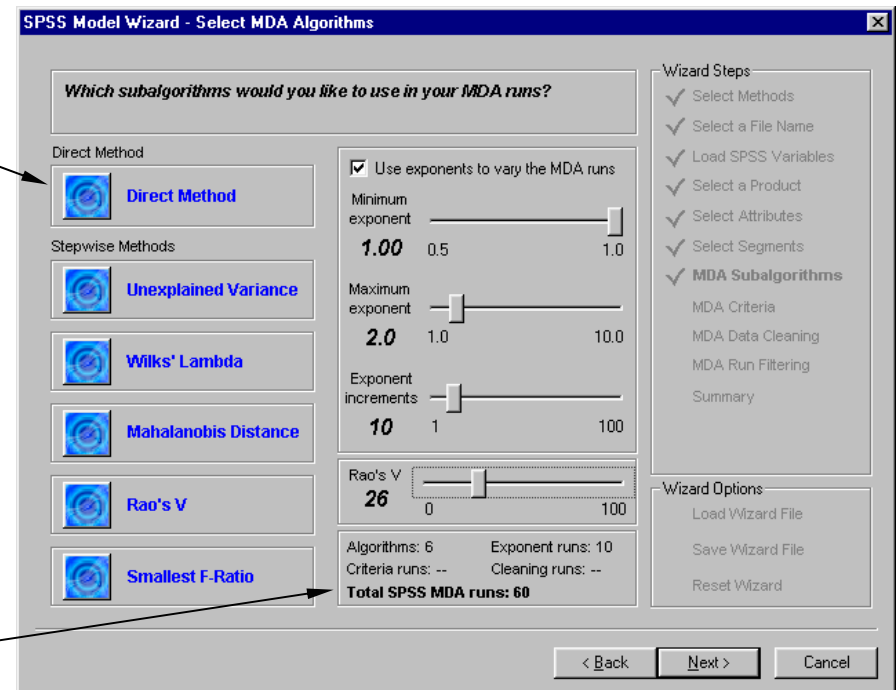 SPSS Model Wizard - Select MDA Algorithms
Which subalgorithms would you like to use in your MDA runs?
Direct Method
Direct Method
Stepwise Methods
Unexplained Variance
Wilks' Lambda
Mahalanobis Distance
Rao's V
Smallest F-Ratio
Use exponents to vary the MDA runs
Minimum
exponent
1.00 0.5 1.0
Maximum
exponent
2.0 1.0 10.0
Exponent
increments
10 1 100
Rao's V
26 0 100
Algorithms: 6 Exponent runs: 10
Criteria runs: -- Cleaning runs: --
Total SPSS MDA runs: 60
Wizard Steps
Select Methods
Select a File Name
Load SPSS Variables
Select a Product
Select Attributes
Select Segments
MDA Subalgorithms
MDA Criteria
MDA Data Cleaning
MDA Run Filtering
Summary
Wizard Options
Load Wizard File
Save Wizard File
Reset Wizard
< Back Next > Cancel